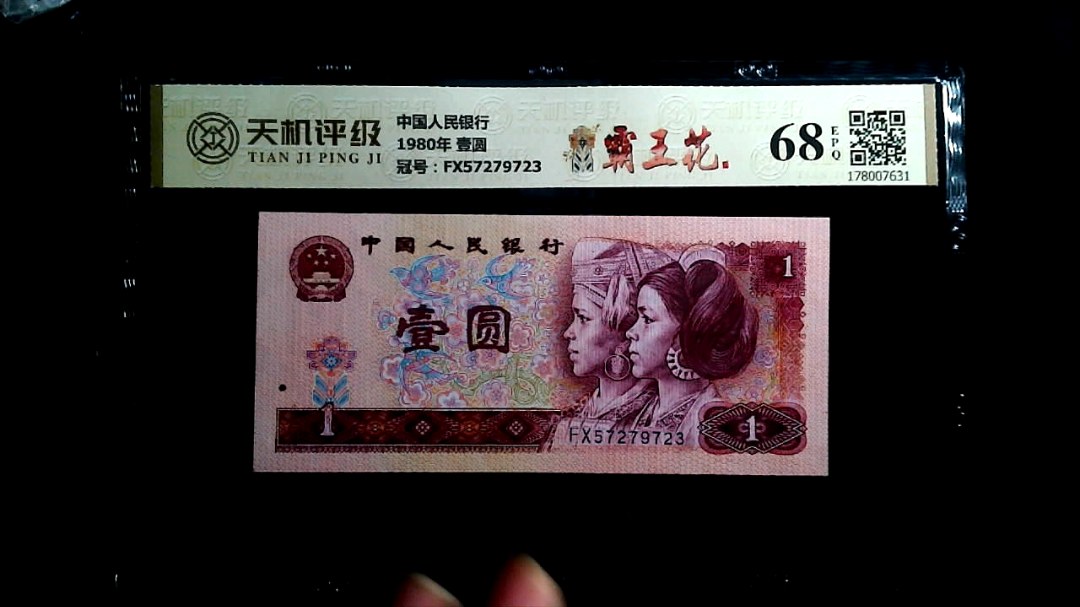 天机评级
TIAN JI PING JI
中国人民银行
1980年 壹圆
冠号：FX57279723
霸王花
68
EPQ
178007631
中国人民银行
1
壹圆
1
FX57279723
1